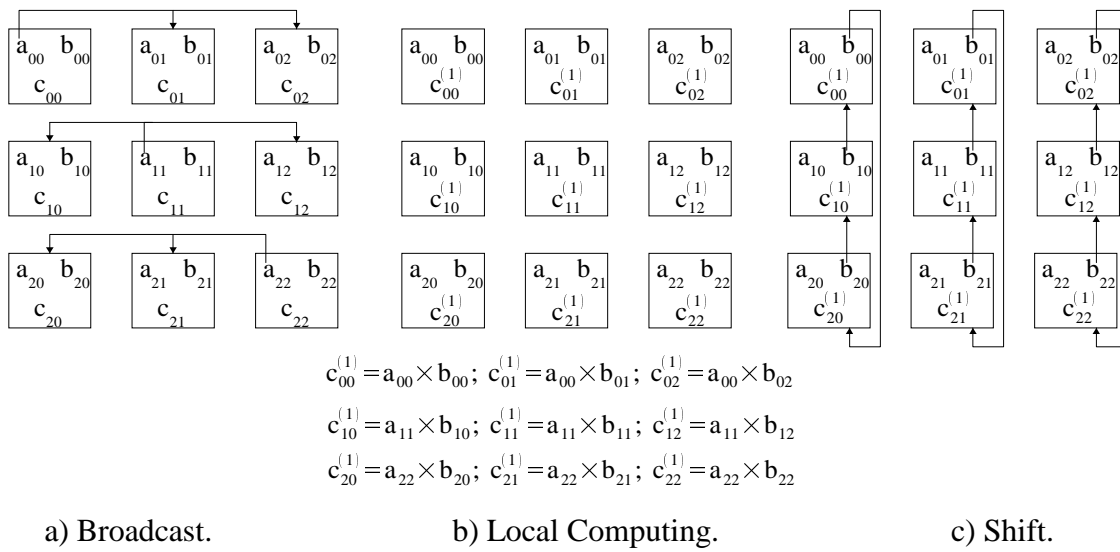 a₀₀ b₀₀ a₀₁ b₀₁ a₀₂ b₀₂
c₀₀ c₀₁ c₀₂
a₁₀ b₁₀ a₁₁ b₁₁ a₁₂ b₁₂
c₁₀ c₁₁ c₁₂
a₂₀ b₂₀ a₂₁ b₂₁ a₂₂ b₂₂
c₂₀ c₂₁ c₂₂
a₀₀ b₀₀ a₀₁ b₀₁ a₀₂ b₀₂
c₀₀⁽¹⁾ c₀₁⁽¹⁾ c₀₂⁽¹⁾
a₁₀ b₁₀ a₁₁ b₁₁ a₁₂ b₁₂
c₁₀⁽¹⁾ c₁₁⁽¹⁾ c₁₂⁽¹⁾
a₂₀ b₂₀ a₂₁ b₂₁ a₂₂ b₂₂
c₂₀⁽¹⁾ c₂₁⁽¹⁾ c₂₂⁽¹⁾
a₀₀ b₀₀ a₀₁ b₀₁ a₀₂ b₀₂
c₀₀⁽¹⁾ c₀₁⁽¹⁾ c₀₂⁽¹⁾
a₁₀ b₁₀ a₁₁ b₁₁ a₁₂ b₁₂
c₁₀⁽¹⁾ c₁₁⁽¹⁾ c₁₂⁽¹⁾
a₂₀ b₂₀ a₂₁ b₂₁ a₂₂ b₂₂
c₂₀⁽¹⁾ c₂₁⁽¹⁾ c₂₂⁽¹⁾
c₀₀⁽¹⁾=a₀₀×b₀₀; c₀₁⁽¹⁾=a₀₀×b₀₁; c₀₂⁽¹⁾=a₀₀×b₀₂
c₁₀⁽¹⁾=a₁₁×b₁₀; c₁₁⁽¹⁾=a₁₁×b₁₁; c₁₂⁽¹⁾=a₁₁×b₁₂
c₂₀⁽¹⁾=a₂₂×b₂₀; c₂₁⁽¹⁾=a₂₂×b₂₁; c₂₂⁽¹⁾=a₂₂×b₂₂
a) Broadcast. b) Local Computing. c) Shift.